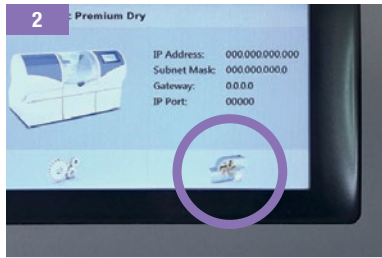 2
: Premium Dry
IP Address: 000.000.000.000
Subnet Mask: 000.000.000.0
Gateway: 0.0.0.0
IP Port: 00000